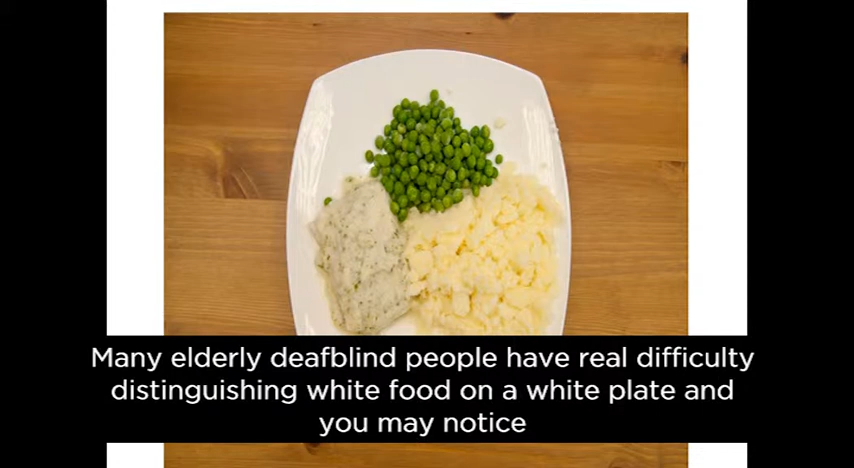 Many elderly deafblind people have real difficulty
distinguishing white food on a white plate and
you may notice